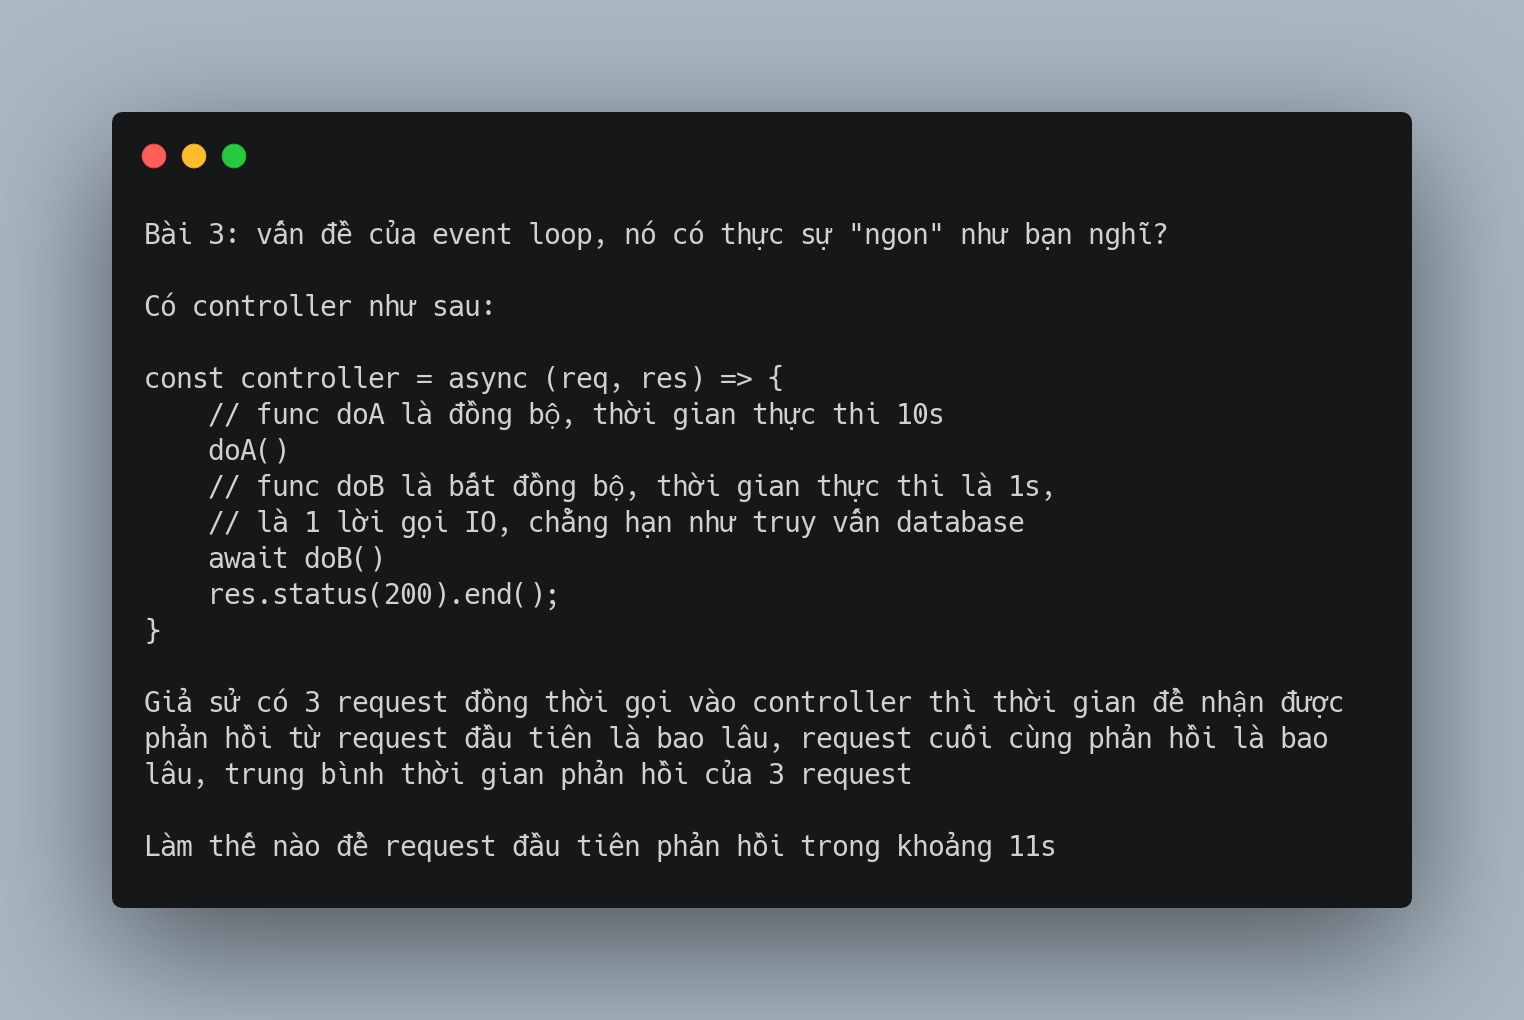 Bài 3: vấn đề của event loop, nó có thực sự "ngon" như bạn nghĩ?
Có controller như sau:
const controller = async (req, res) => {
    // func doA là đồng bộ, thời gian thực thi 10s
    doA()
    // func doB là bất đồng bộ, thời gian thực thi là 1s,
    // là 1 lời gọi IO, chẳng hạn như truy vấn database
    await doB()
    res.status(200).end();
}
Giả sử có 3 request đồng thời gọi vào controller thì thời gian để nhận được
phản hồi từ request đầu tiên là bao lâu, request cuối cùng phản hồi là bao
lâu, trung bình thời gian phản hồi của 3 request
Làm thế nào để request đầu tiên phản hồi trong khoảng 11s